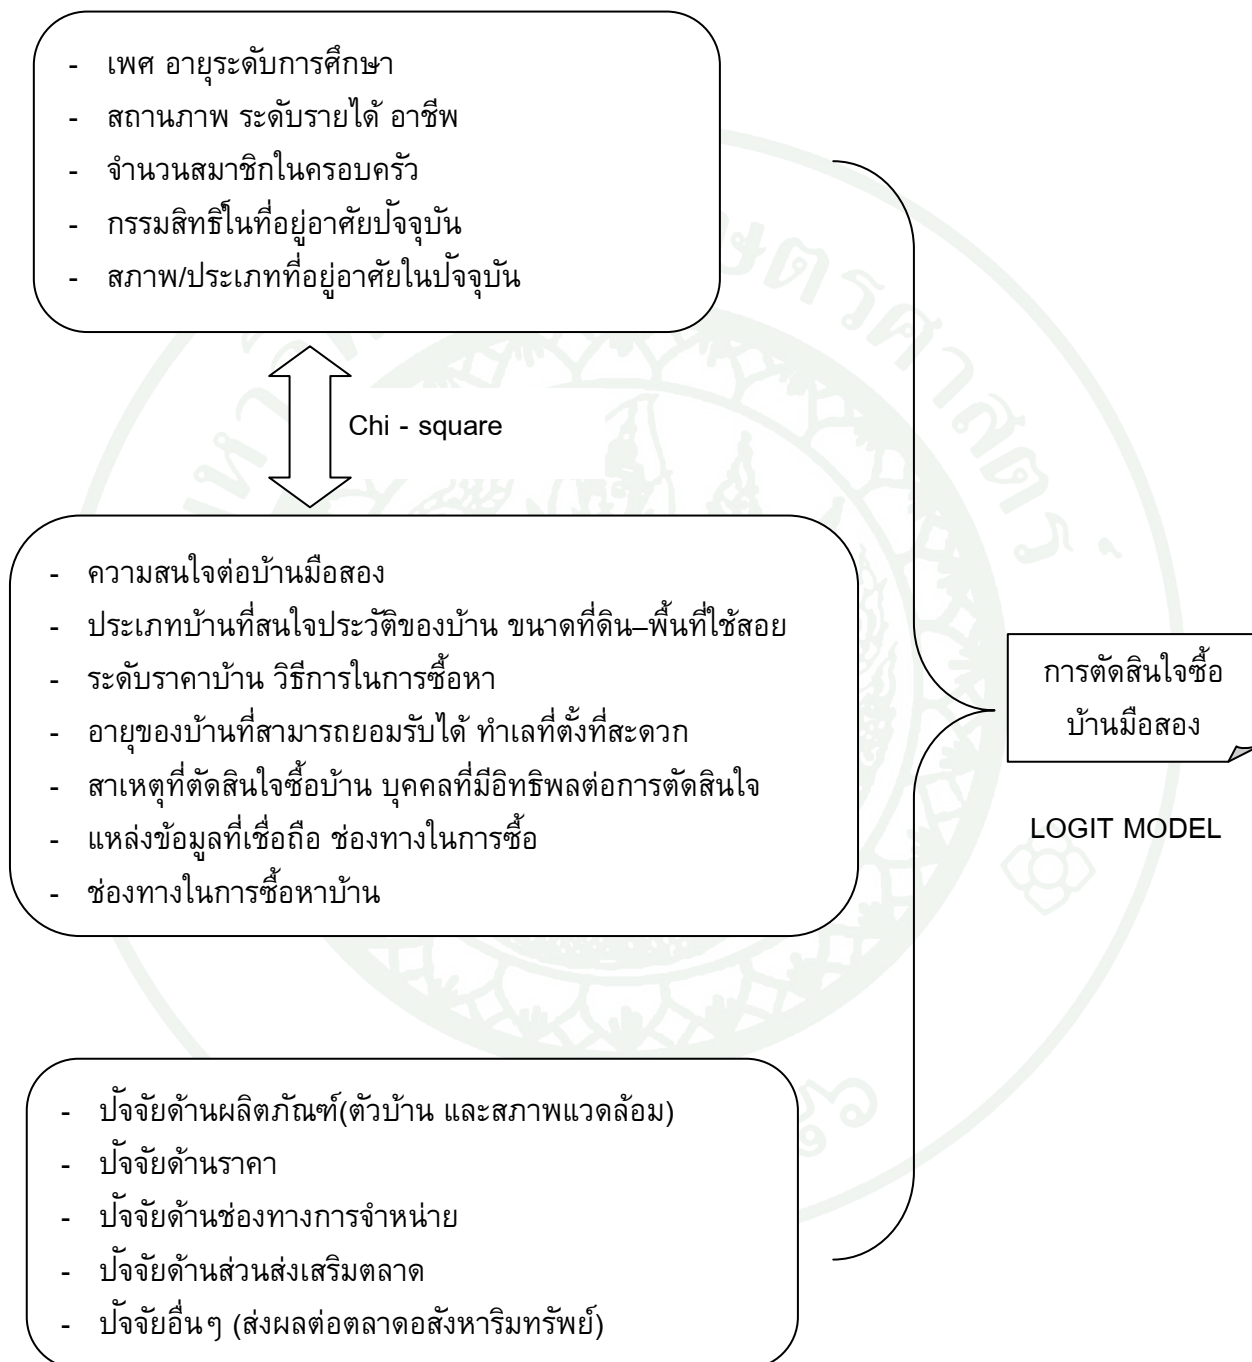 - เพศ อายุระดับการศึกษา
- สถานภาพ ระดับรายได้ อาชีพ
- จำนวนสมาชิกในครอบครัว
- กรรมสิทธิ์ในที่อยู่อาศัยปัจจุบัน
- สภาพ/ประเภทที่อยู่อาศัยในปัจจุบัน
Chi - square
- ความสนใจต่อบ้านมือสอง
- ประเภทบ้านที่สนใจประวัติของบ้าน ขนาดที่ดิน–พื้นที่ใช้สอย
- ระดับราคาบ้าน วิธีการในการซื้อหา
- อายุของบ้านที่สามารถยอมรับได้ ทำเลที่ตั้งที่สะดวก
- สาเหตุที่ตัดสินใจซื้อบ้าน บุคคลที่มีอิทธิพลต่อการตัดสินใจ
- แหล่งข้อมูลที่เชื่อถือ ช่องทางในการซื้อ
- ช่องทางในการซื้อหาบ้าน
- ปัจจัยด้านผลิตภัณฑ์(ตัวบ้าน และสภาพแวดล้อม)
- ปัจจัยด้านราคา
- ปัจจัยด้านช่องทางการจำหน่าย
- ปัจจัยด้านส่วนส่งเสริมตลาด
- ปัจจัยอื่นๆ (ส่งผลต่อตลาดอสังหาริมทรัพย์)
การตัดสินใจซื้อ
บ้านมือสอง
LOGIT MODEL